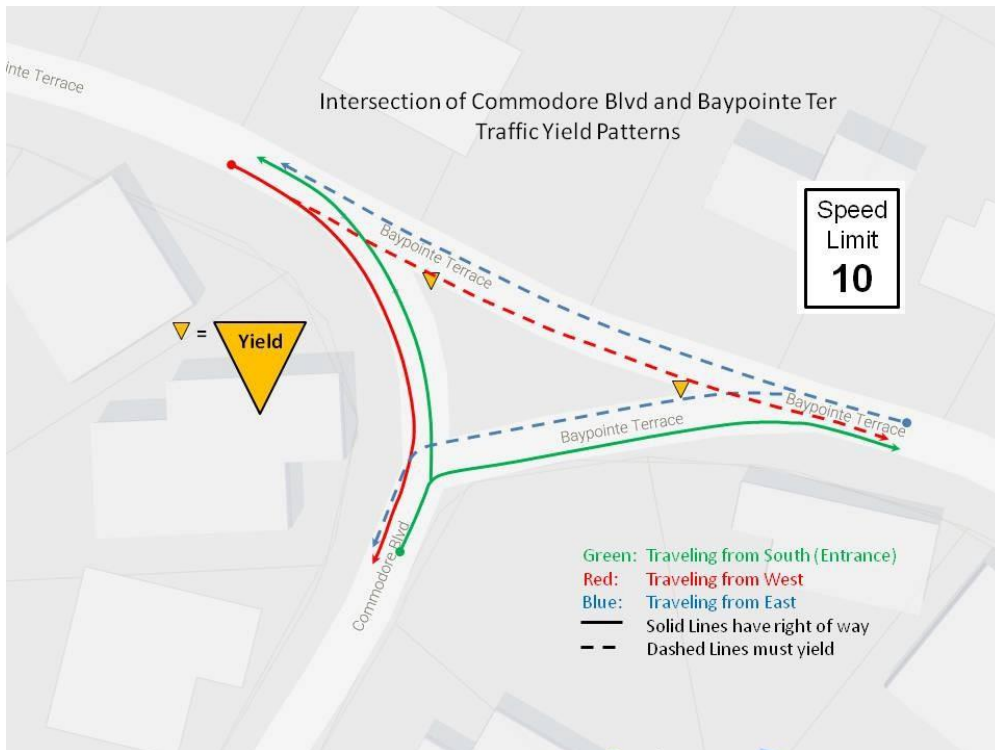 inte Terrace
Intersection of Commodore Blvd and Baypointe Ter
Traffic Yield Patterns
Speed
Limit
10
Baypointe Terrace
= Yield
Baypointe Terrace
Baypointe Terrace
Commodore Blvd
Green: Traveling from South (Entrance)
Red: Traveling from West
Blue: Traveling from East
Solid Lines have right of way
Dashed Lines must yield